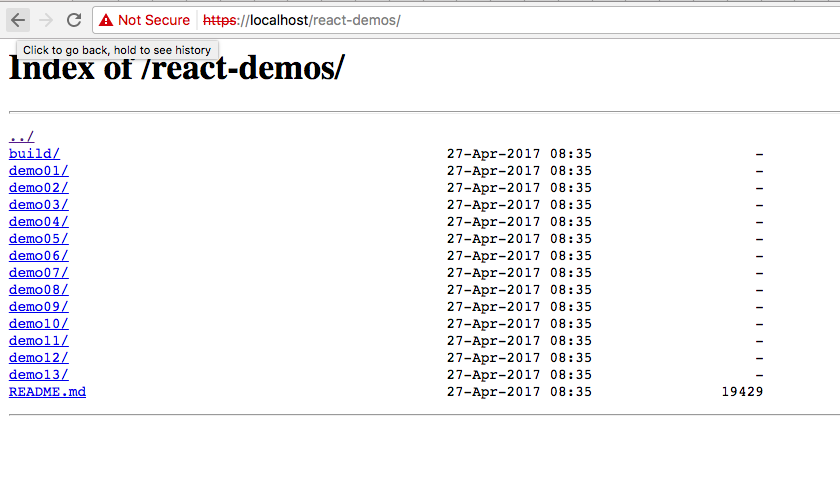 Not Secure https://localhost/react-demos/
Click to go back, hold to see history
Index of /react-demos/
../
build/ 27-Apr-2017 08:35 -
demo01/ 27-Apr-2017 08:35 -
demo02/ 27-Apr-2017 08:35 -
demo03/ 27-Apr-2017 08:35 -
demo04/ 27-Apr-2017 08:35 -
demo05/ 27-Apr-2017 08:35 -
demo06/ 27-Apr-2017 08:35 -
demo07/ 27-Apr-2017 08:35 -
demo08/ 27-Apr-2017 08:35 -
demo09/ 27-Apr-2017 08:35 -
demo10/ 27-Apr-2017 08:35 -
demo11/ 27-Apr-2017 08:35 -
demo12/ 27-Apr-2017 08:35 -
demo13/ 27-Apr-2017 08:35 -
README.md 27-Apr-2017 08:35 19429